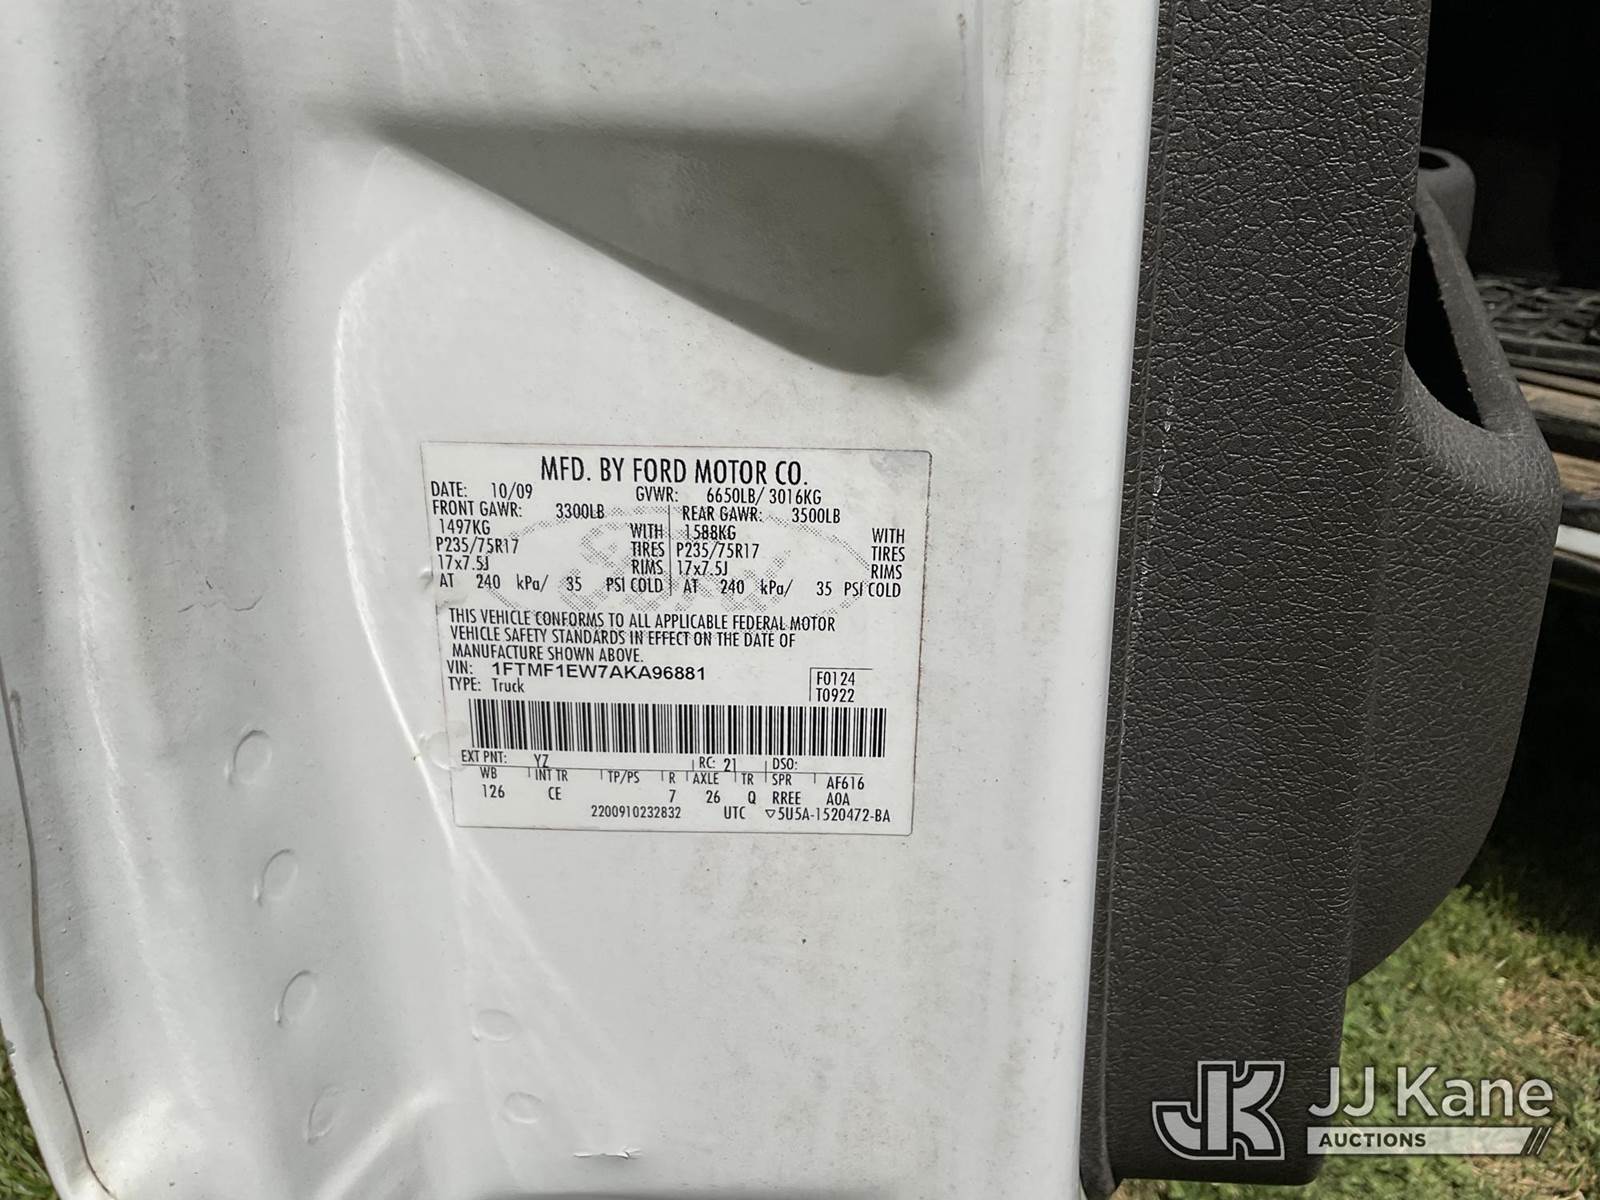 MFD. BY FORD MOTOR CO.
DATE: 10/09 GVWR: 6650LB/ 3016KG
FRONT GAWR: 3300LB REAR GAWR: 3500LB
1497KG WITH 1588KG WITH
P235/75R17 TIRES P235/75R17 TIRES
17x7.5J RIMS 17x7.5J RIMS
AT 240 kPa/ 35 PSI COLD AT 240 kPa/ 35 PSI COLD
THIS VEHICLE CONFORMS TO ALL APPLICABLE FEDERAL MOTOR
VEHICLE SAFETY STANDARDS IN EFFECT ON THE DATE OF
MANUFACTURE SHOWN ABOVE.
VIN: 1FTMF1EW7AKA96881 F0124
TYPE: Truck T0922
EXT PNT: YZ RC: 21 DSO:
WB INT TR TP/PS R AXLE TR SPR AF616
126 CE 7 26 Q RREE A0A
2200910232832 UTC ▽5U5A-1520472-BA
JK JJ Kane
AUCTIONS